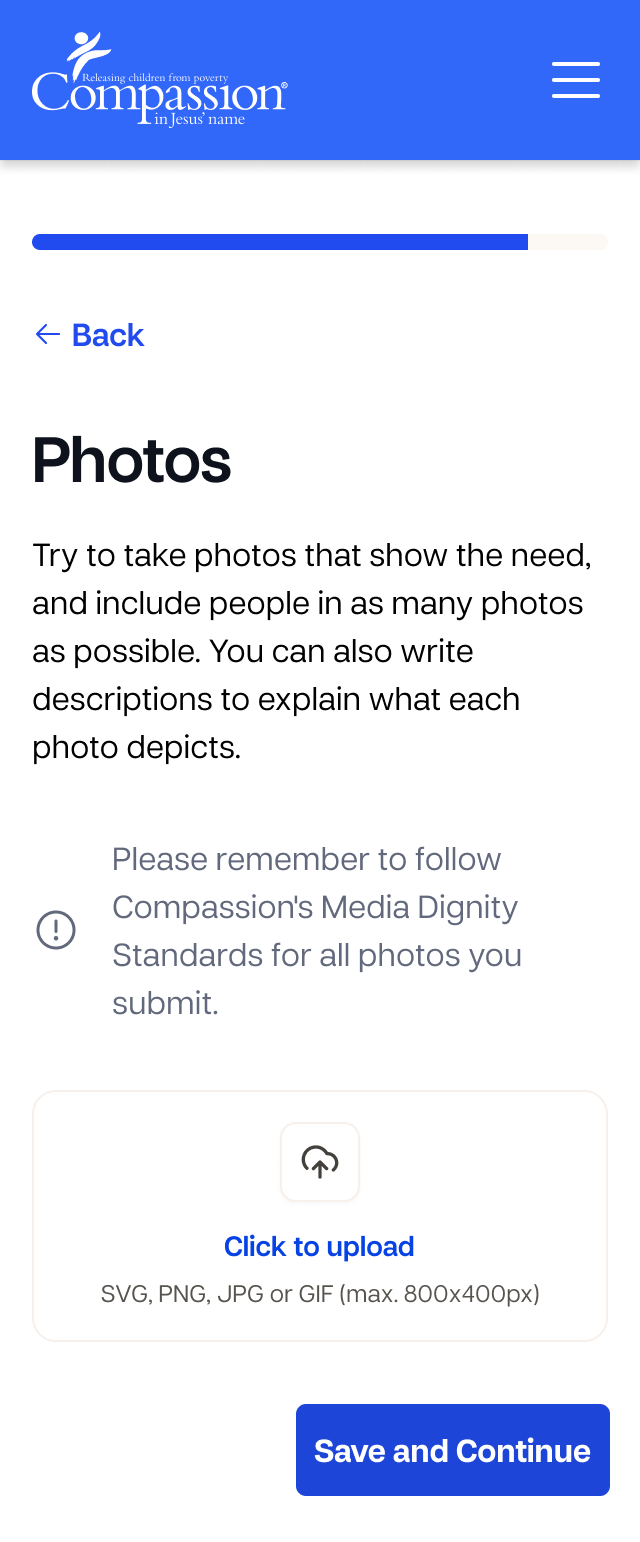 Releasing children from poverty
Compassion®
in Jesus' name
Back
Photos
Try to take photos that show the need,
and include people in as many photos
as possible. You can also write
descriptions to explain what each
photo depicts.
Please remember to follow
Compassion's Media Dignity
Standards for all photos you
submit.
Click to upload
SVG, PNG, JPG or GIF (max. 800x400px)
Save and Continue